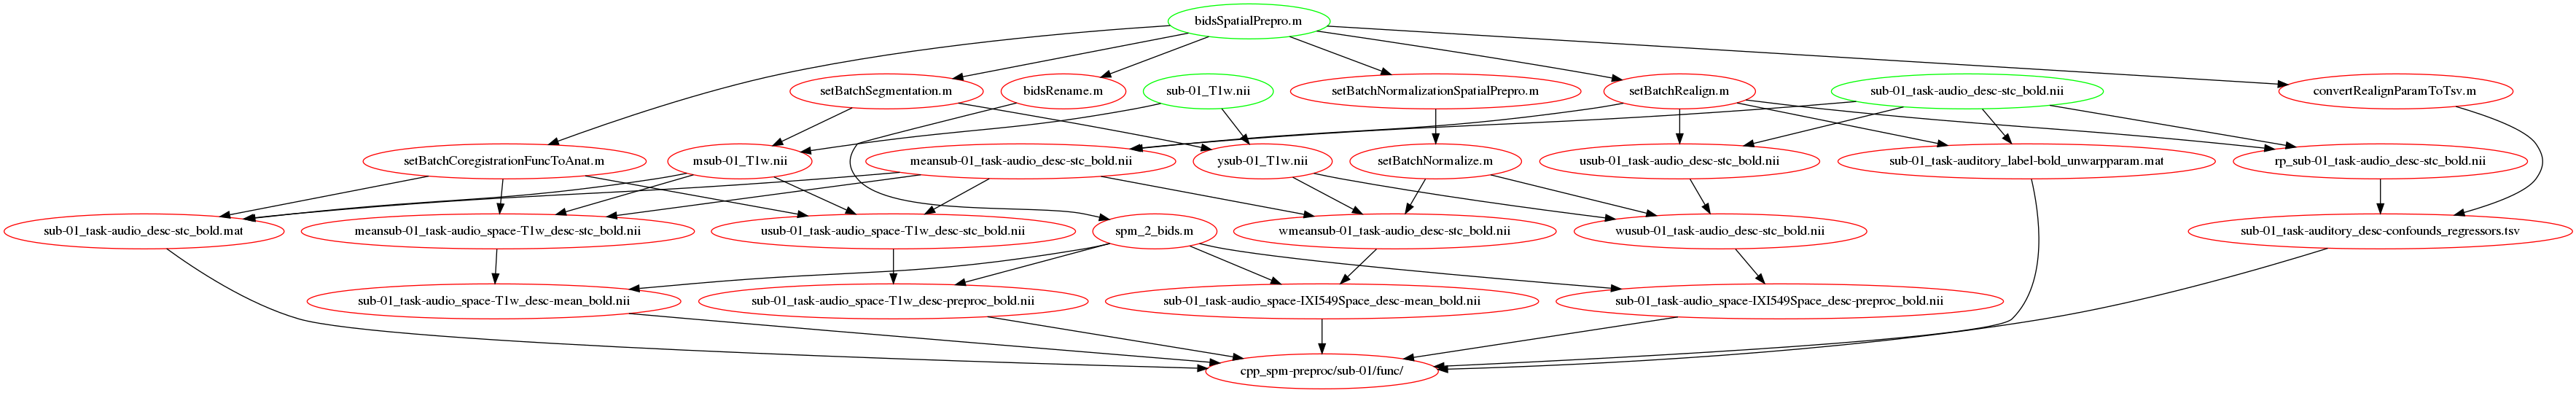 bidsSpatialPrepro.m
setBatchSegmentation.m
bidsRename.m
sub-01_T1w.nii
setBatchNormalizationSpatialPrepro.m
setBatchRealign.m
sub-01_task-audio_desc-stc_bold.nii
convertRealignParamToTsv.m
setBatchCoregistrationFuncToAnat.m
msub-01_T1w.nii
meansub-01_task-audio_desc-stc_bold.nii
ysub-01_T1w.nii
setBatchNormalize.m
usub-01_task-audio_desc-stc_bold.nii
sub-01_task-auditory_label-bold_unwarpparam.mat
rp_sub-01_task-audio_desc-stc_bold.nii
sub-01_task-audio_desc-stc_bold.mat
meansub-01_task-audio_space-T1w_desc-stc_bold.nii
usub-01_task-audio_space-T1w_desc-stc_bold.nii
spm_2_bids.m
wmeansub-01_task-audio_desc-stc_bold.nii
wusub-01_task-audio_desc-stc_bold.nii
sub-01_task-auditory_desc-confounds_regressors.tsv
sub-01_task-audio_space-T1w_desc-mean_bold.nii
sub-01_task-audio_space-T1w_desc-preproc_bold.nii
sub-01_task-audio_space-IXI549Space_desc-mean_bold.nii
sub-01_task-audio_space-IXI549Space_desc-preproc_bold.nii
cpp_spm-preproc/sub-01/func/